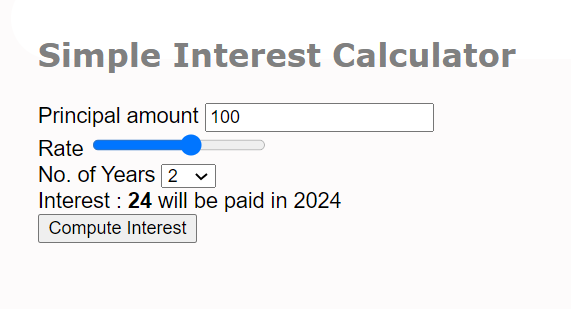 Simple Interest Calculator
Principal amount 100
Rate
No. of Years 2
Interest : 24 will be paid in 2024
Compute Interest